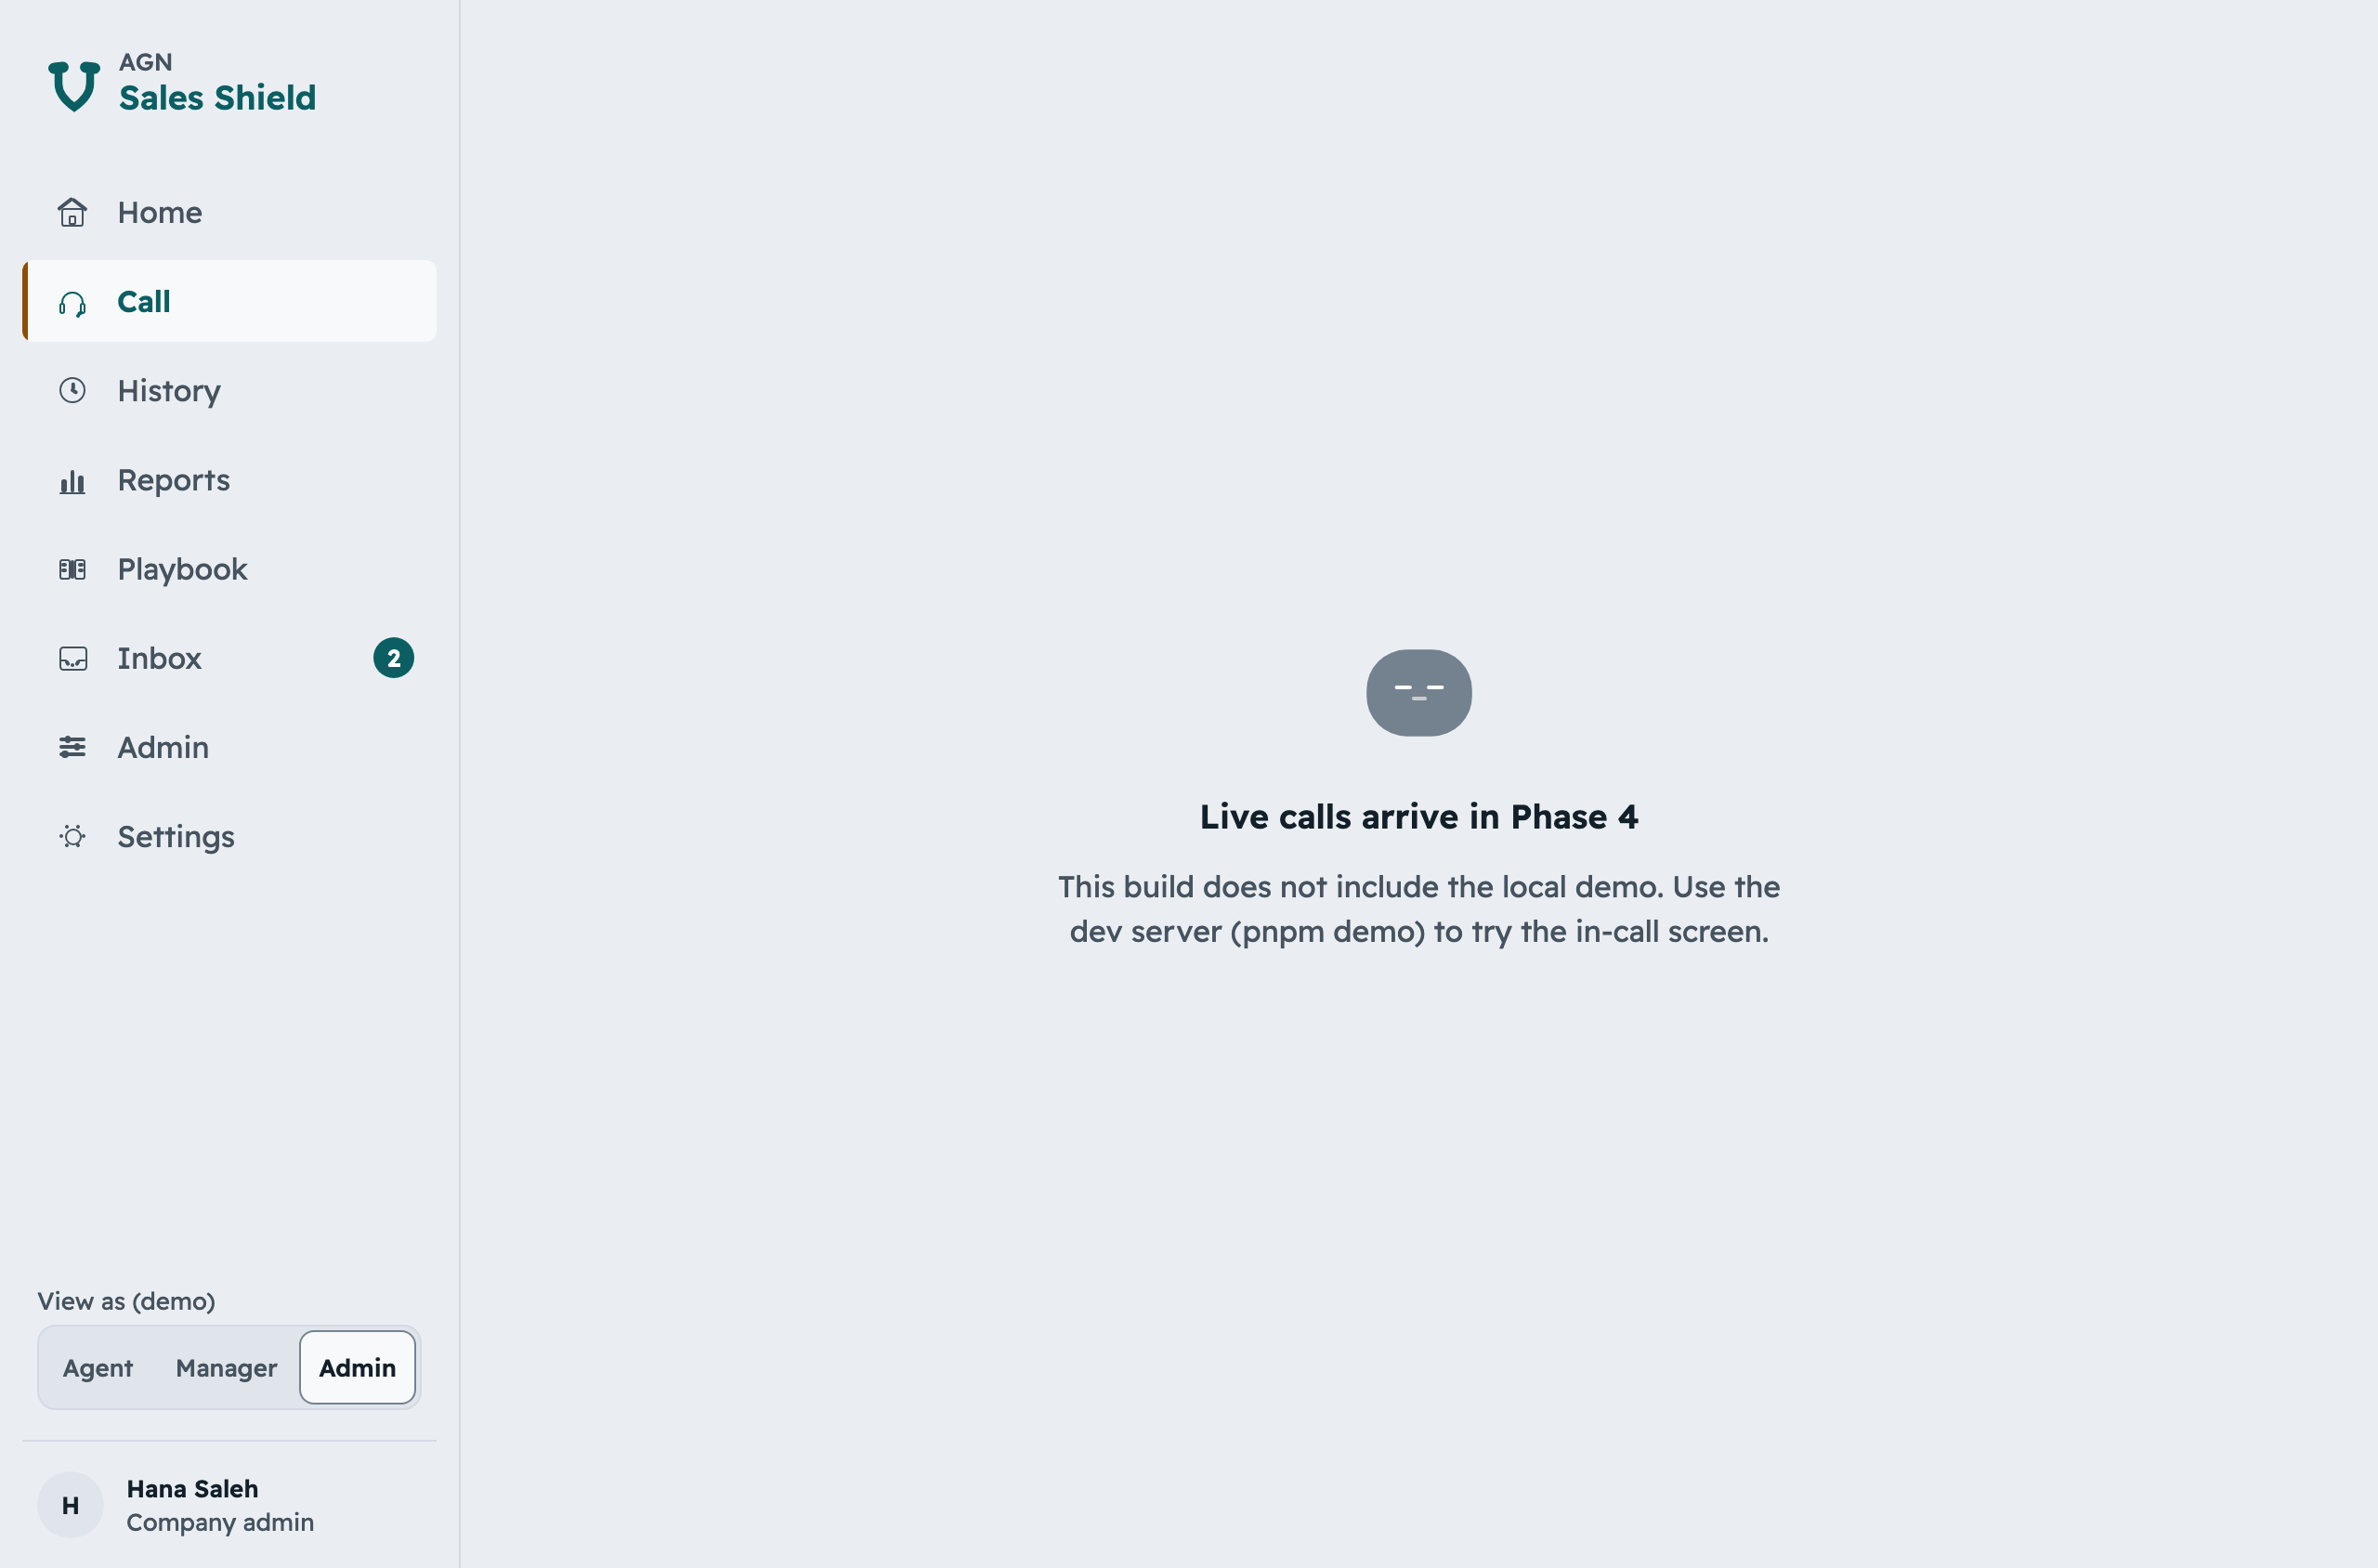 AGN
Sales Shield
Home
Call
History
Reports
Playbook
Inbox
2
Admin
Settings
Live calls arrive in Phase 4
This build does not include the local demo. Use the
dev server (pnpm demo) to try the in-call screen.
View as (demo)
Agent Manager Admin
H
Hana Saleh
Company admin